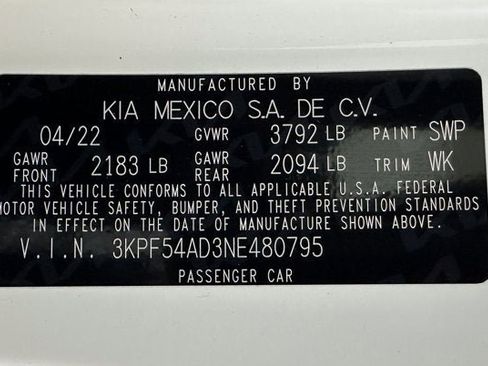 MANUFACTURED BY
KIA MEXICO S.A. DE C.V.
04/22 GVWR 3792 LB PAINT SWP
GAWR FRONT 2183 LB GAWR REAR 2094 LB TRIM WK
THIS VEHICLE CONFORMS TO ALL APPLICABLE U.S.A. FEDERAL
MOTOR VEHICLE SAFETY, BUMPER, AND THEFT PREVENTION STANDARDS
IN EFFECT ON THE DATE OF MANUFACTURE SHOWN ABOVE.
V.I.N. 3KPF54AD3NE480795
PASSENGER CAR